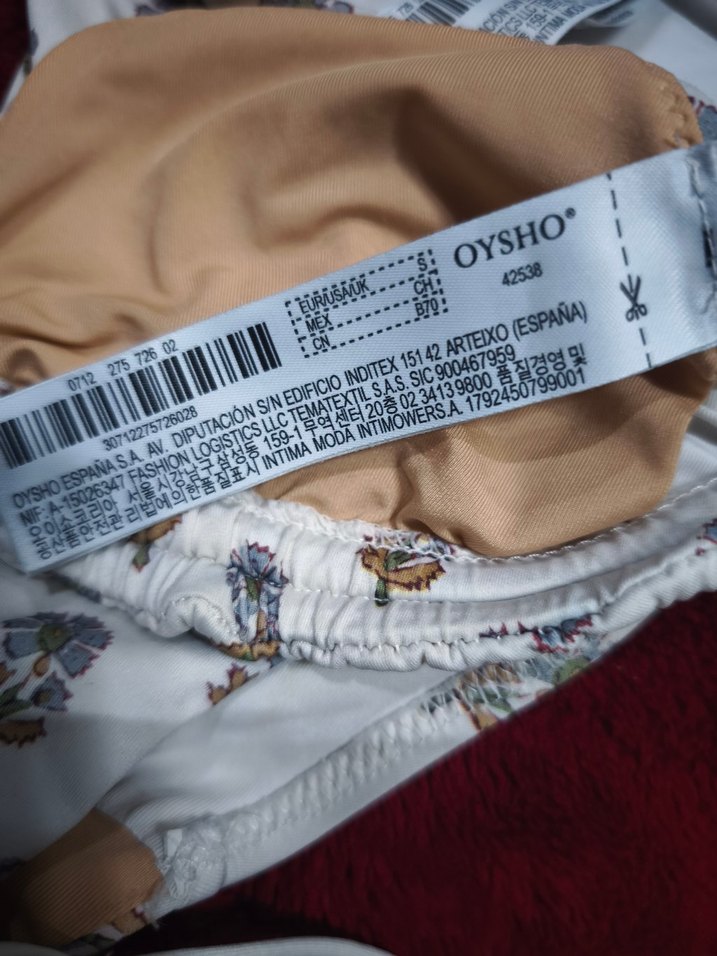 OYSHO®
42538
EUR/USA/UK S
MEX CH
CN B70
0712 275 726 02
30712275726028
OYSHO ESPAÑA S.A. AV. DIPUTACIÓN S/N EDIFICIO INDITEX 15142 ARTEIXO (ESPAÑA)
NIF: A-15026347 FASHION LOGISTICS LLC TEMATEXTIL S.A.S. SIC 900467959
오이소코리아 서울시강남구삼성동 159-1 무역센터 20층 02 3413 9800 품질경영 및
공산품안전관리법에의한품질표시 INTIMA MODA INTIMOWER S.A. 1792450799001